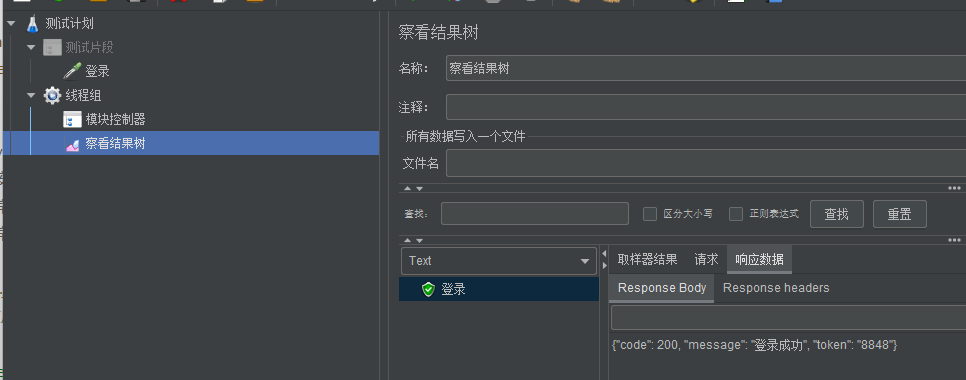 测试计划
测试片段
登录
线程组
模块控制器
察看结果树
察看结果树
名称： 察看结果树
注释：
所有数据写入一个文件
文件名
查找： 区分大小写 正则表达式 查找 重置
Text
登录
取样器结果 请求 响应数据
Response Body Response headers
{"code": 200, "message": "登录成功", "token": "8848"}